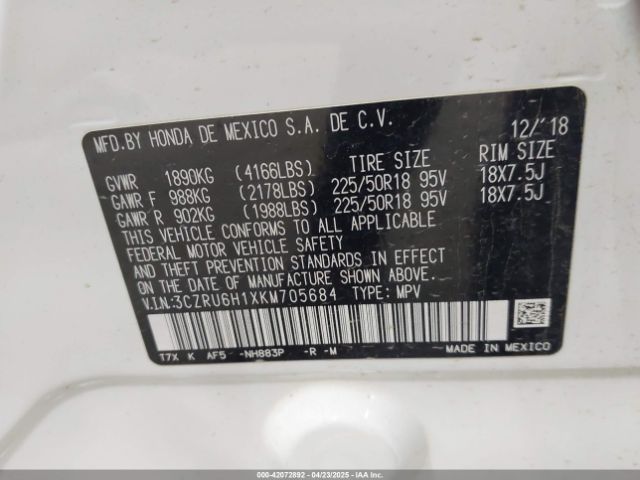 MFD.BY HONDA DE MEXICO S.A. DE C.V. 12/'18
TIRE SIZE RIM SIZE
GVWR 1890KG (4166LBS)
GAWR F 988KG (2178LBS) 225/50R18 95V 18X7.5J
GAWR R 902KG (1988LBS) 225/50R18 95V 18X7.5J
THIS VEHICLE CONFORMS TO ALL APPLICABLE
FEDERAL MOTOR VEHICLE SAFETY
AND THEFT PREVENTION STANDARDS IN EFFECT
ON THE DATE OF MANUFACTURE SHOWN ABOVE.
V.I.N:3CZRU6H1XKM705684 TYPE: MPV
T7X K AF5 -NH883P -R -M
MADE IN MEXICO
000-42072892 - 04/23/2025 - IAA Inc.